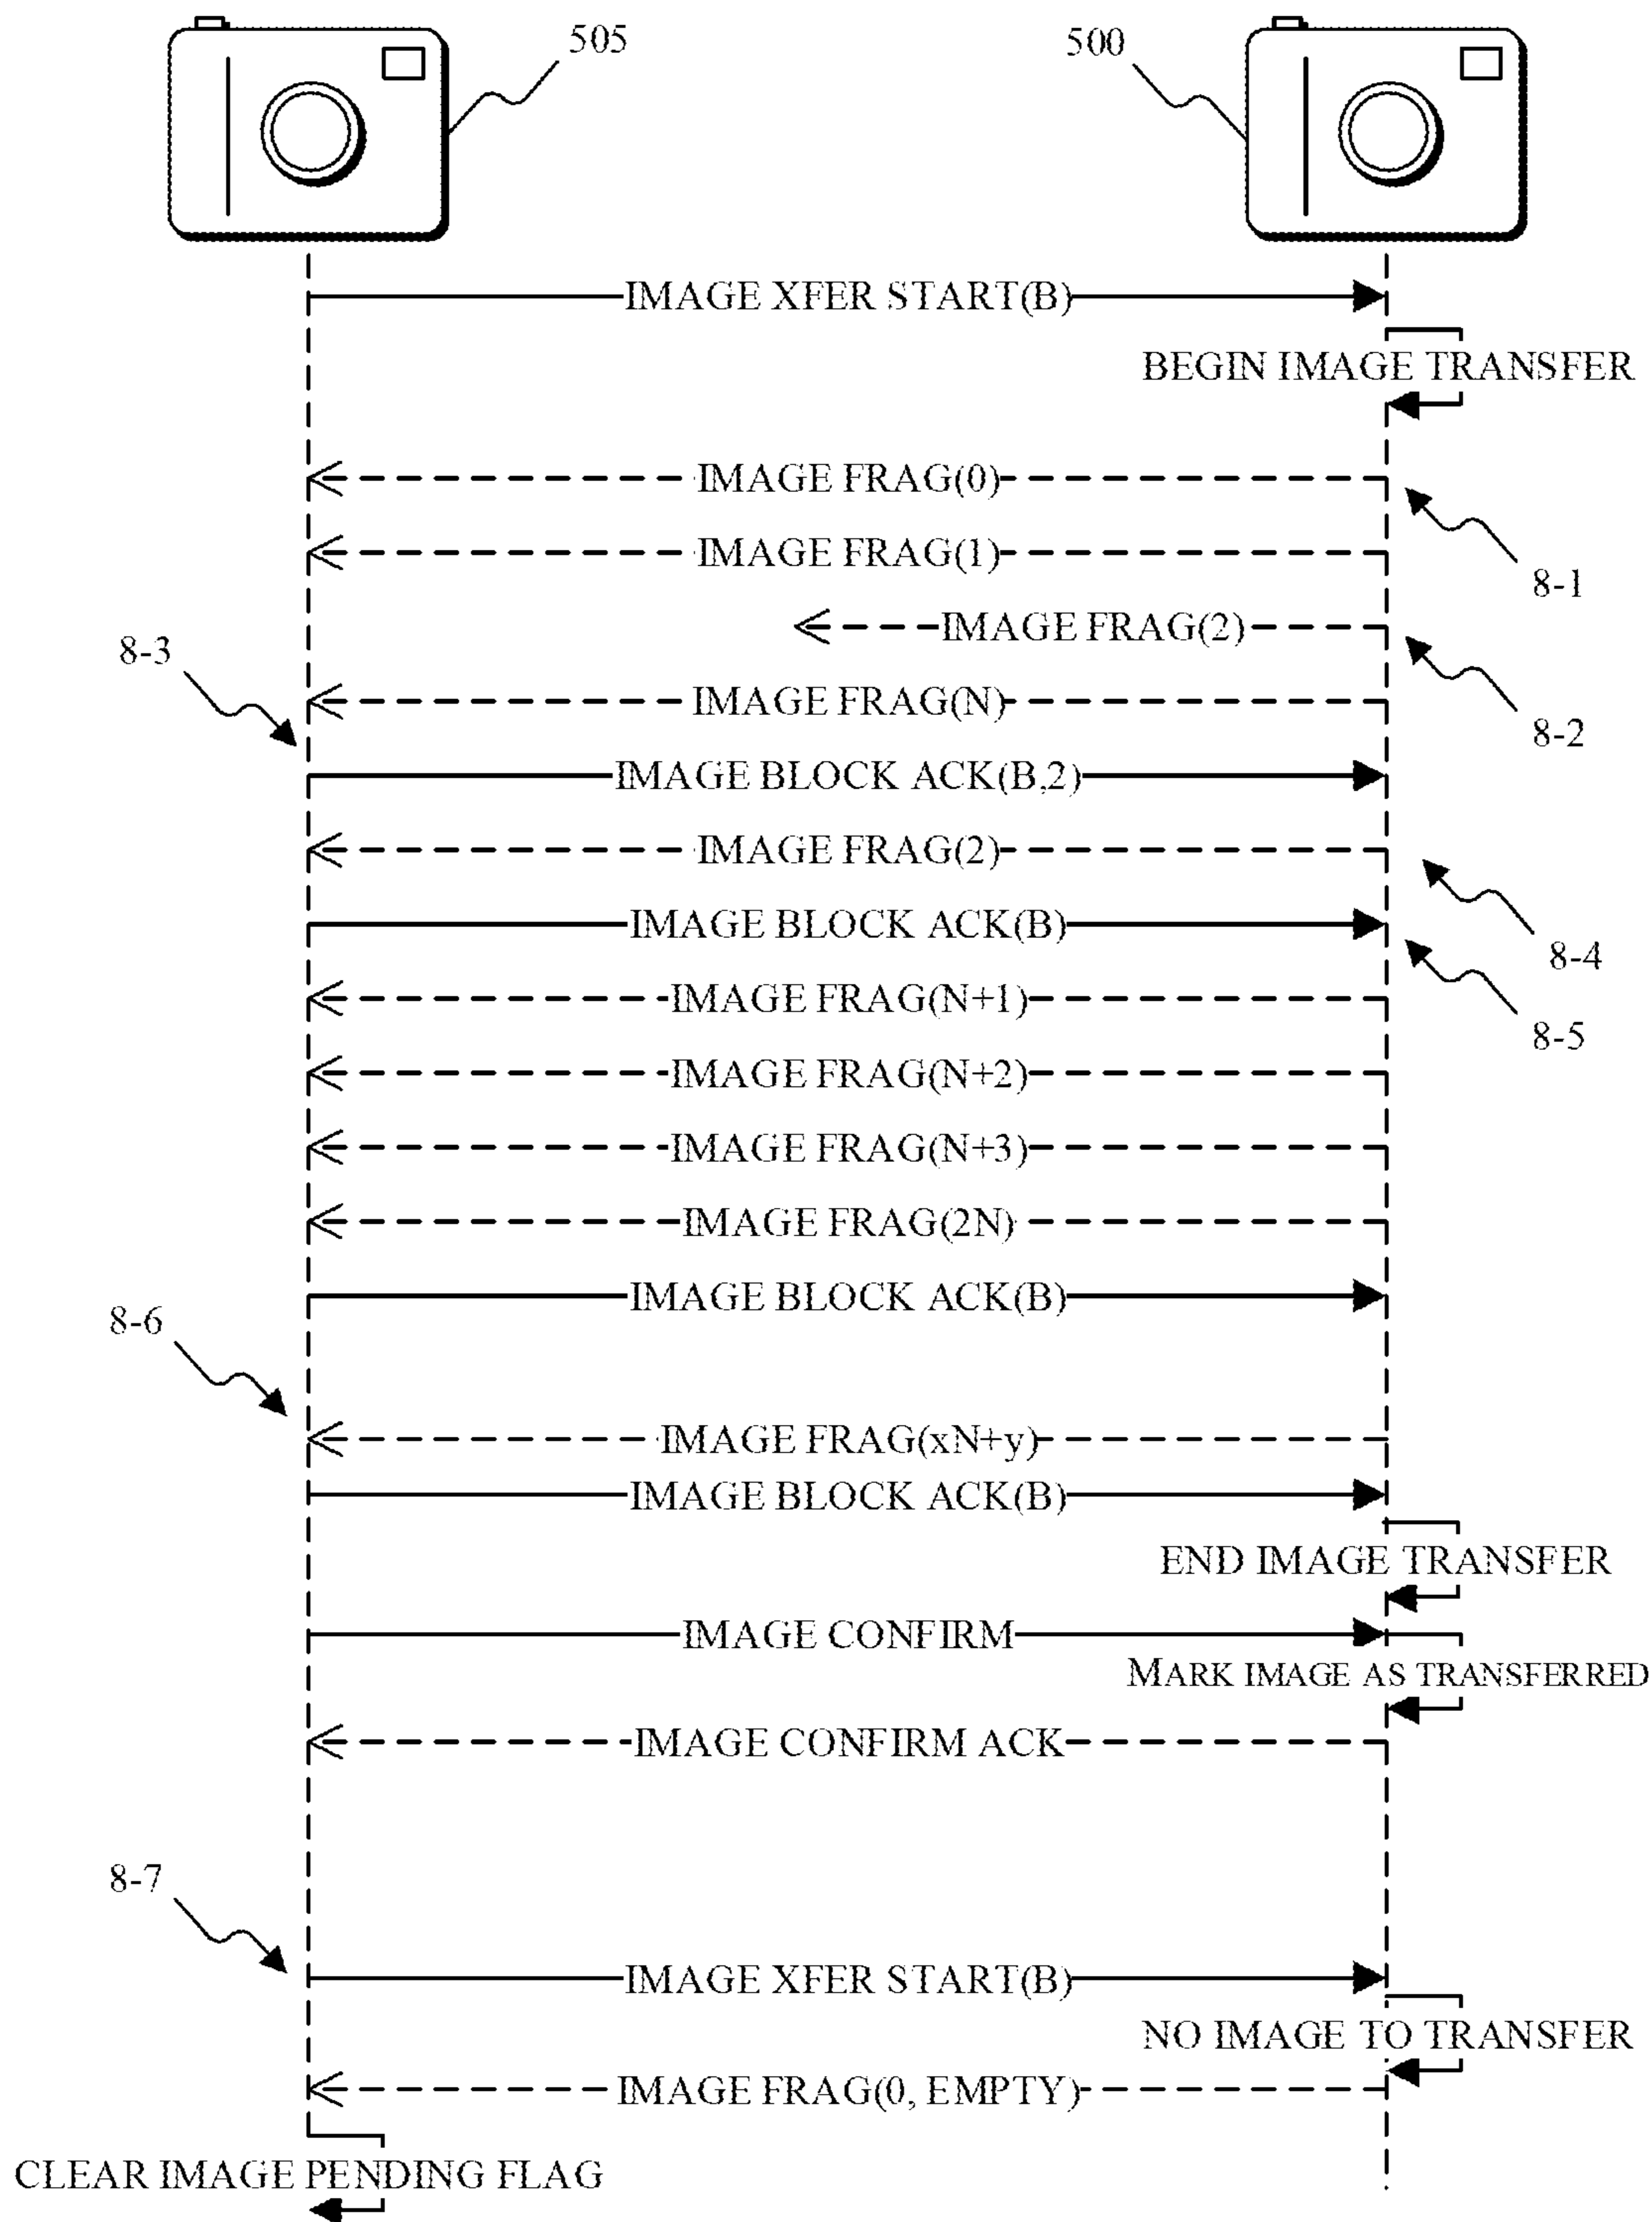 505
500
IMAGE XFER START(B)
BEGIN IMAGE TRANSFER
IMAGE FRAG(0)
IMAGE FRAG(1)
8-1
IMAGE FRAG(2)
8-3
IMAGE FRAG(N)
8-2
IMAGE BLOCK ACK(B,2)
IMAGE FRAG(2)
IMAGE BLOCK ACK(B)
8-4
IMAGE FRAG(N+1)
8-5
IMAGE FRAG(N+2)
IMAGE FRAG(N+3)
IMAGE FRAG(2N)
IMAGE BLOCK ACK(B)
8-6
IMAGE FRAG(xN+y)
IMAGE BLOCK ACK(B)
END IMAGE TRANSFER
IMAGE CONFIRM
MARK IMAGE AS TRANSFERRED
IMAGE CONFIRM ACK
8-7
IMAGE XFER START(B)
NO IMAGE TO TRANSFER
IMAGE FRAG(0, EMPTY)
CLEAR IMAGE PENDING FLAG